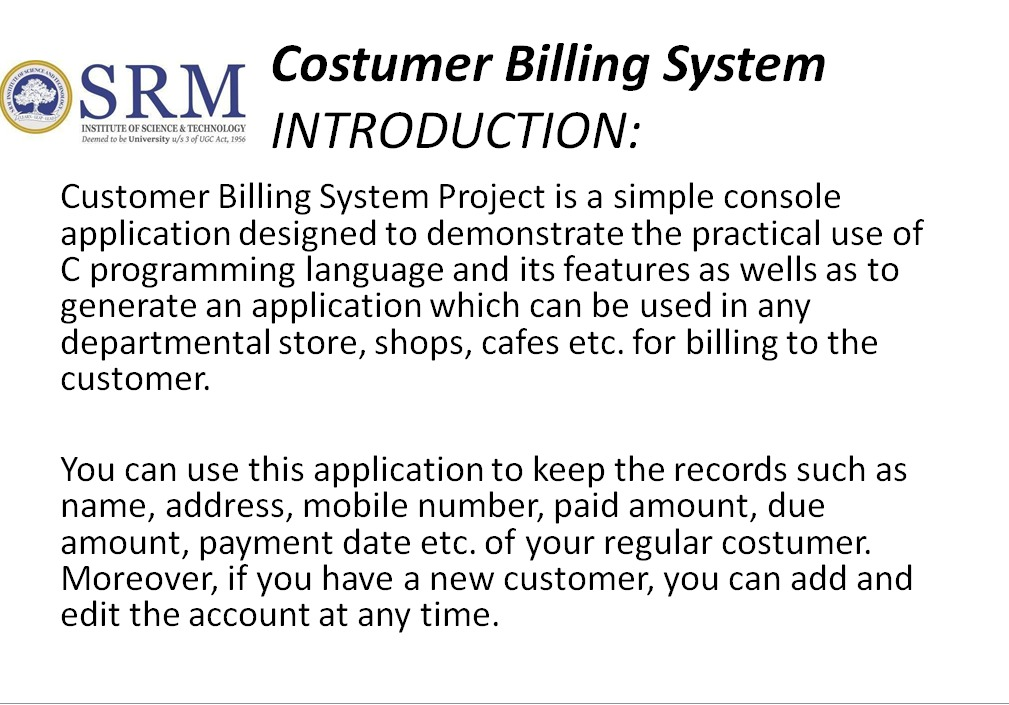 Costumer Billing System
SRM
INSTITUTE OF SCIENCE & TECHNOLOGY
Deemed to be University u/s 3 of UGC Act, 1956
INTRODUCTION:
Customer Billing System Project is a simple console
application designed to demonstrate the practical use of
C programming language and its features as wells as to
generate an application which can be used in any
departmental store, shops, cafes etc. for billing to the
customer.
You can use this application to keep the records such as
name, address, mobile number, paid amount, due
amount, payment date etc. of your regular costumer.
Moreover, if you have a new customer, you can add and
edit the account at any time.